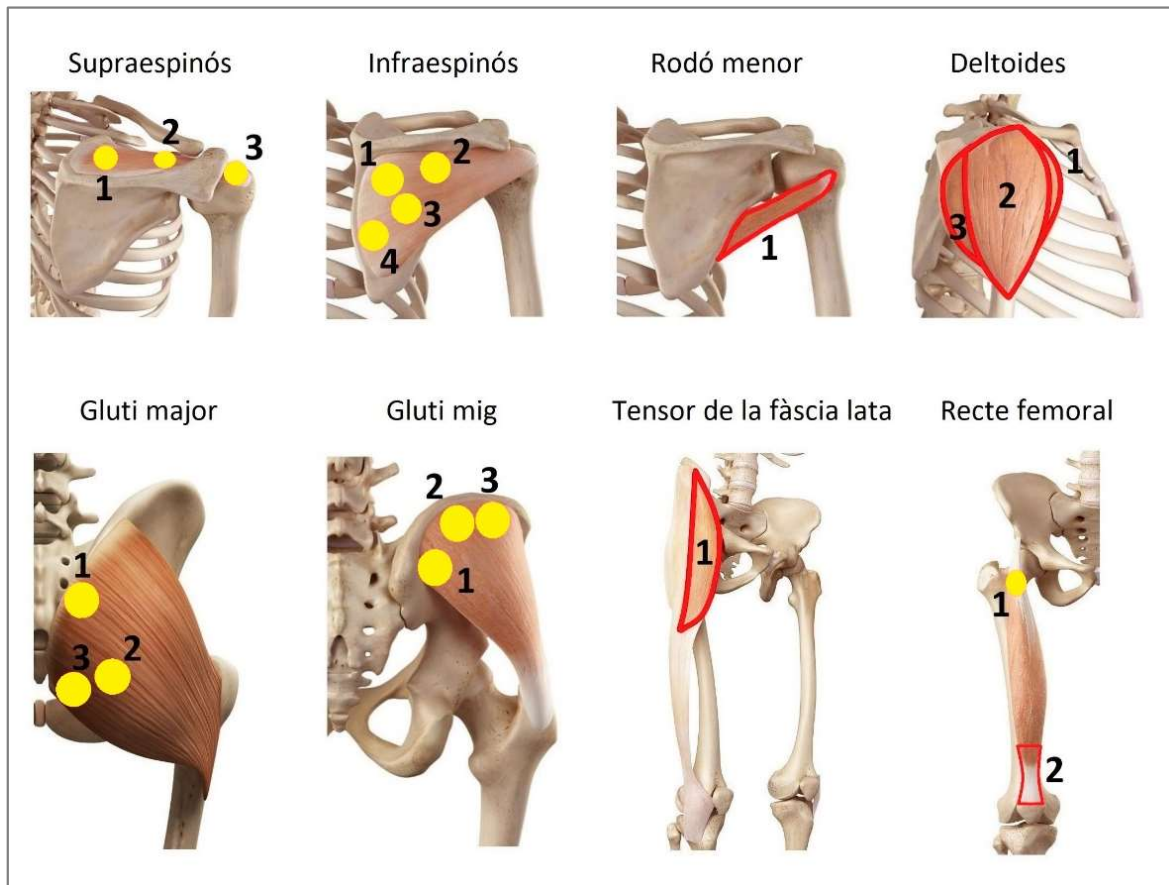 Supraespinós
Infraespinós
Rodó menor
Deltoides
1
2
3
1
2
3
4
1
1
2
3
Gluti major
Gluti mig
Tensor de la fàscia lata
Recte femoral
1
2
3
1
2
3
1
1
2